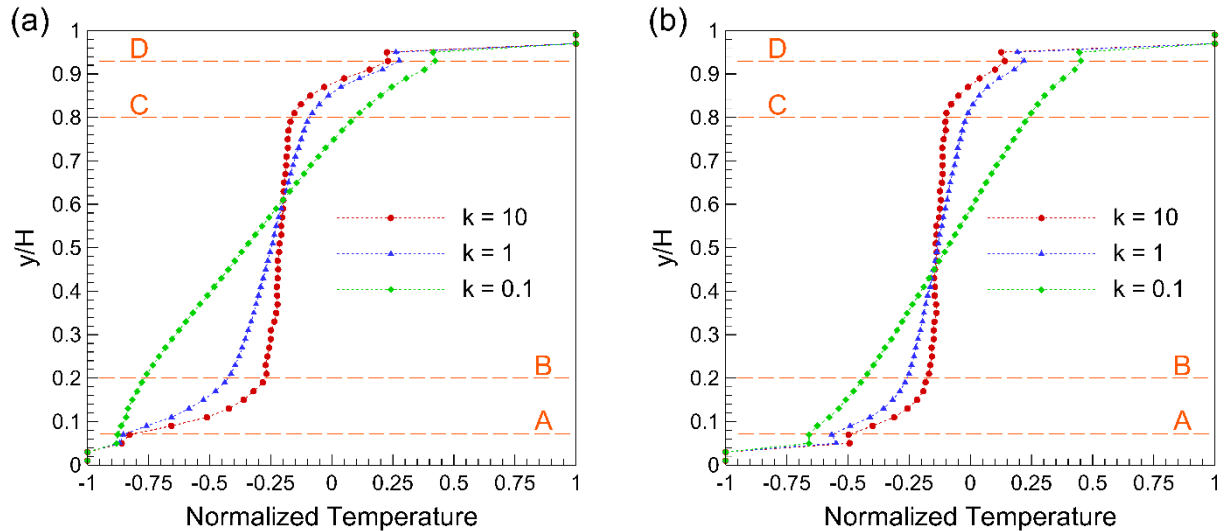 (a)
1
0.9
0.8
0.7
0.6
0.5
0.4
0.3
0.2
0.1
0
y/H
D
C
B
A
k = 10
k = 1
k = 0.1
-1 -0.75 -0.5 -0.25 0 0.25 0.5 0.75 1
Normalized Temperature
(b)
1
0.9
0.8
0.7
0.6
0.5
0.4
0.3
0.2
0.1
0
y/H
D
C
B
A
k = 10
k = 1
k = 0.1
-1 -0.75 -0.5 -0.25 0 0.25 0.5 0.75 1
Normalized Temperature